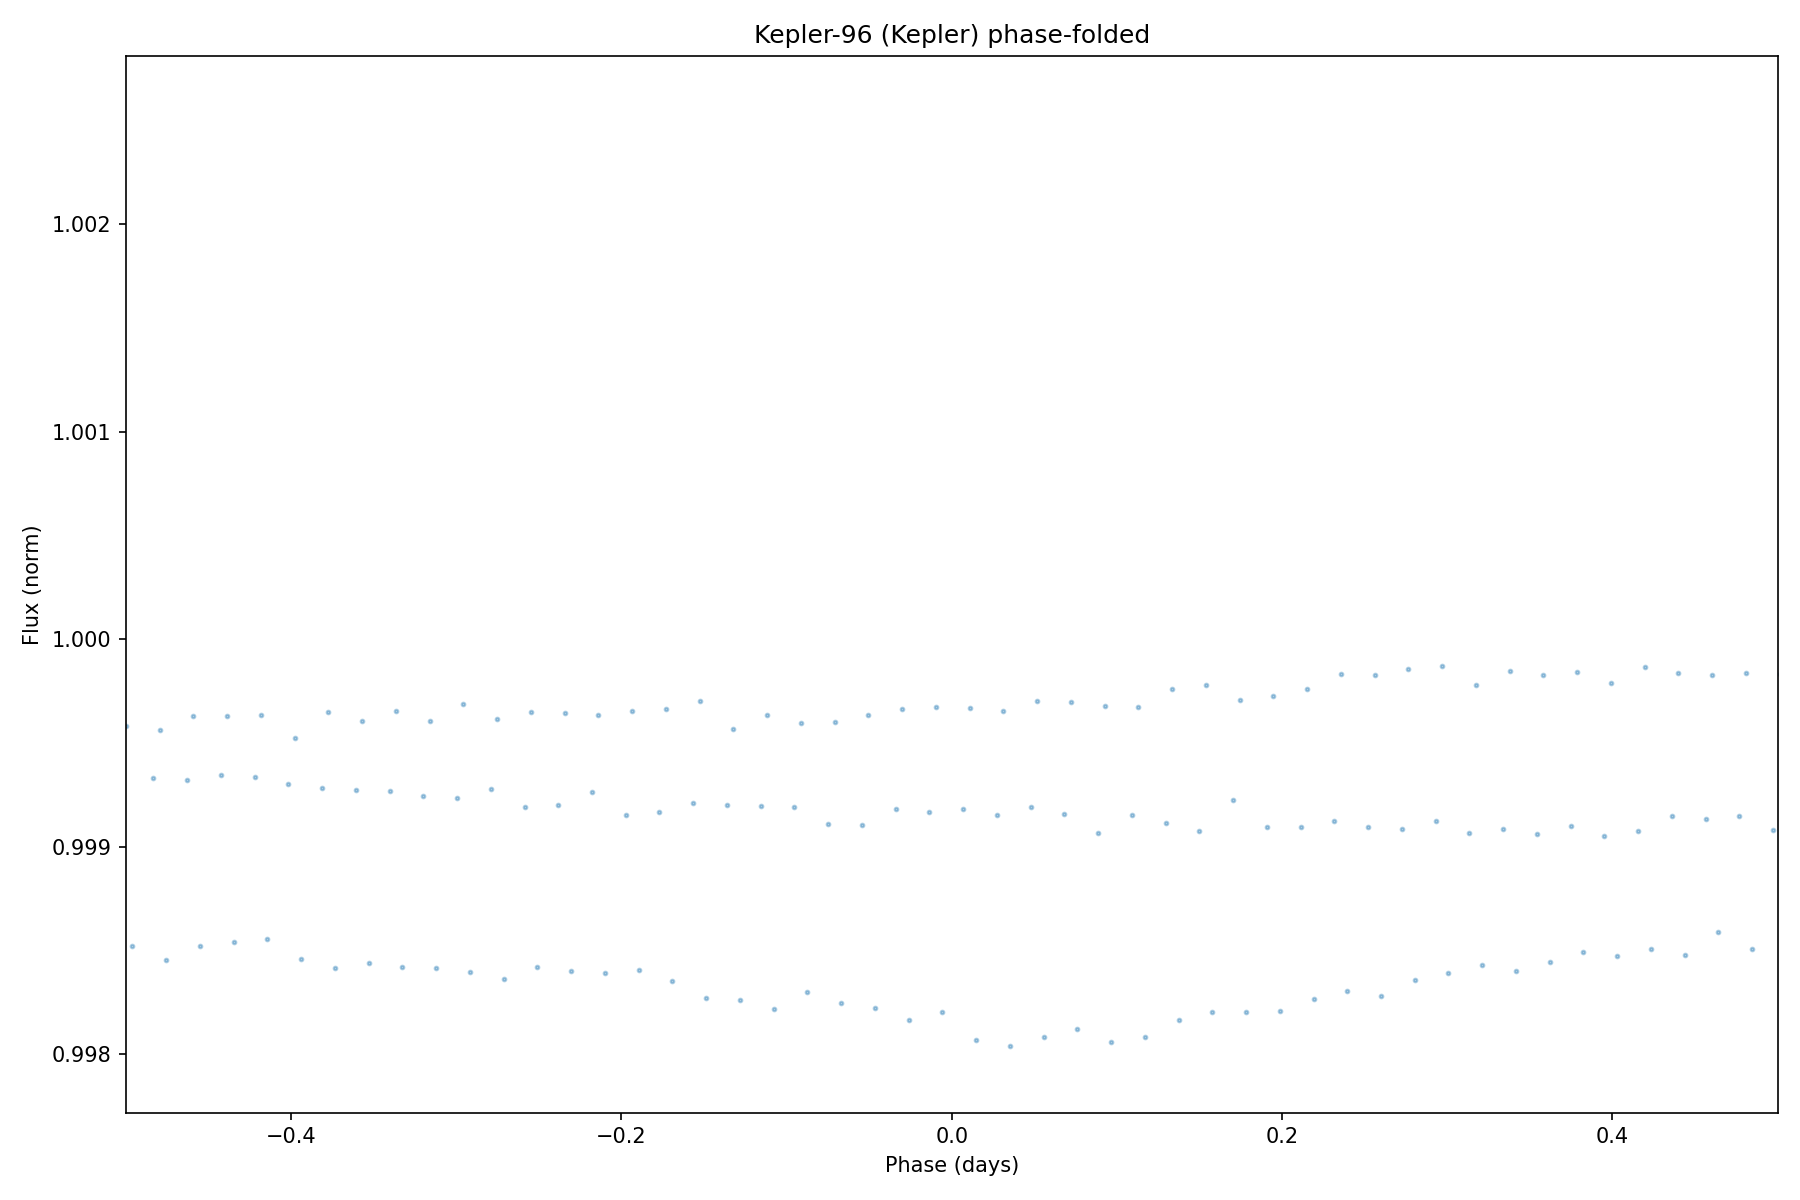 Kepler-96 (Kepler) phase-folded
Flux (norm)
1.002
1.001
1.000
0.999
0.998
−0.4 −0.2 0.0 0.2 0.4
Phase (days)